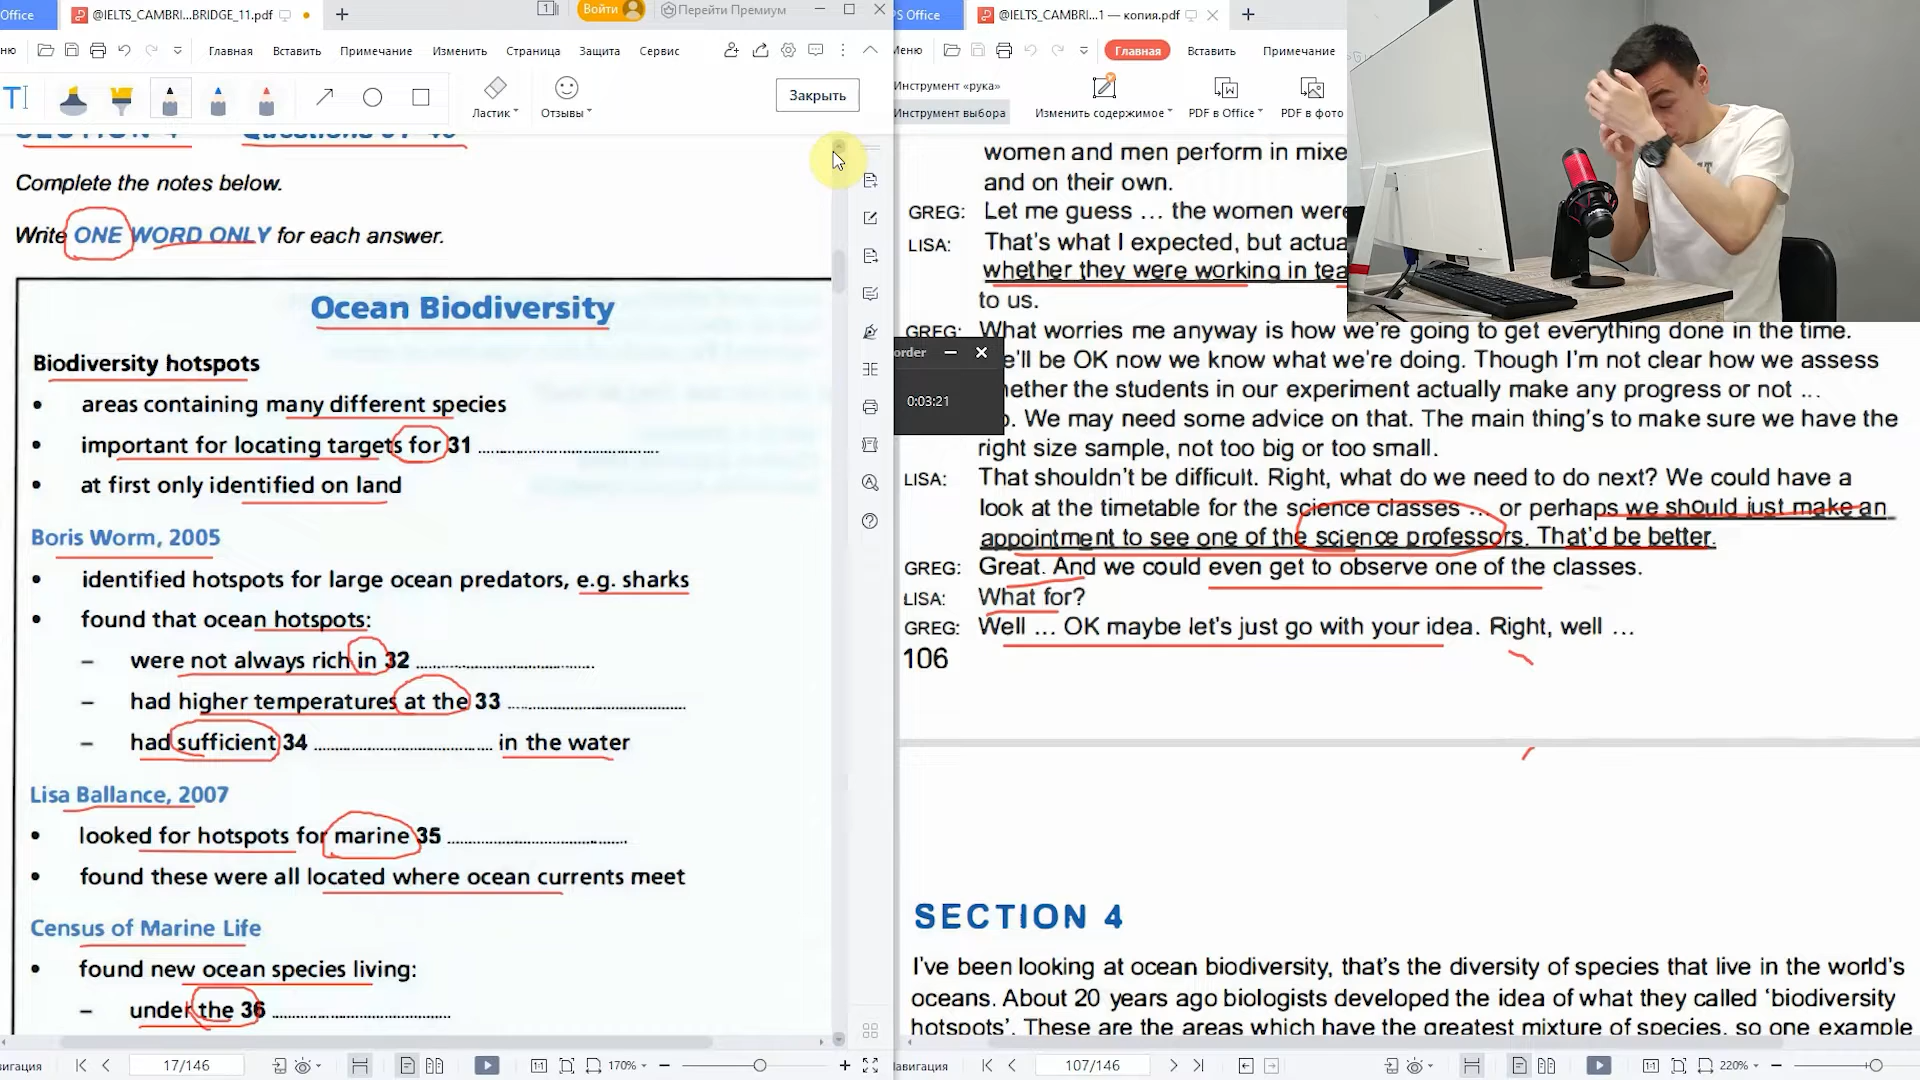 Office
@IELTS_CAMBRI...BRIDGE_11.pdf
Войти
Перейти Премиум
Главная Вставить Примечание Изменить Страница Защита Сервис
Ластик
Отзывы
Закрыть
SECTION 4 Questions 31-40
Complete the notes below.
Write ONE WORD ONLY for each answer.
Ocean Biodiversity
Biodiversity hotspots
• areas containing many different species
• important for locating targets for 31
• at first only identified on land
Boris Worm, 2005
• identified hotspots for large ocean predators, e.g. sharks
• found that ocean hotspots:
– were not always rich in 32
– had higher temperatures at the 33
– had sufficient 34 in the water
Lisa Ballance, 2007
• looked for hotspots for marine 35
• found these were all located where ocean currents meet
Census of Marine Life
• found new ocean species living:
– under the 36
17/146
170%
PS Office
@IELTS_CAMBRI...1 — копия.pdf
Меню
Главная Вставить Примечание
Инструмент «рука»
Инструмент выбора
Изменить содержимое
PDF в Office
PDF в фото
women and men perform in mixe
and on their own.
GREG: Let me guess ... the women were
LISA: That's what I expected, but actua
whether they were working in tea
to us.
GREG: What worries me anyway is how we're going to get everything done in the time.
e'll be OK now we know what we're doing. Though I'm not clear how we assess
hether the students in our experiment actually make any progress or not ...
o. We may need some advice on that. The main thing's to make sure we have the
right size sample, not too big or too small.
LISA: That shouldn't be difficult. Right, what do we need to do next? We could have a
look at the timetable for the science classes ... or perhaps we should just make an
appointment to see one of the science professors. That'd be better.
GREG: Great. And we could even get to observe one of the classes.
LISA: What for?
GREG: Well ... OK maybe let's just go with your idea. Right, well ...
106
order
0:03:21
SECTION 4
I've been looking at ocean biodiversity, that's the diversity of species that live in the world's
oceans. About 20 years ago biologists developed the idea of what they called 'biodiversity
hotspots'. These are the areas which have the greatest mixture of species, so one example
Навигация
107/146
220%